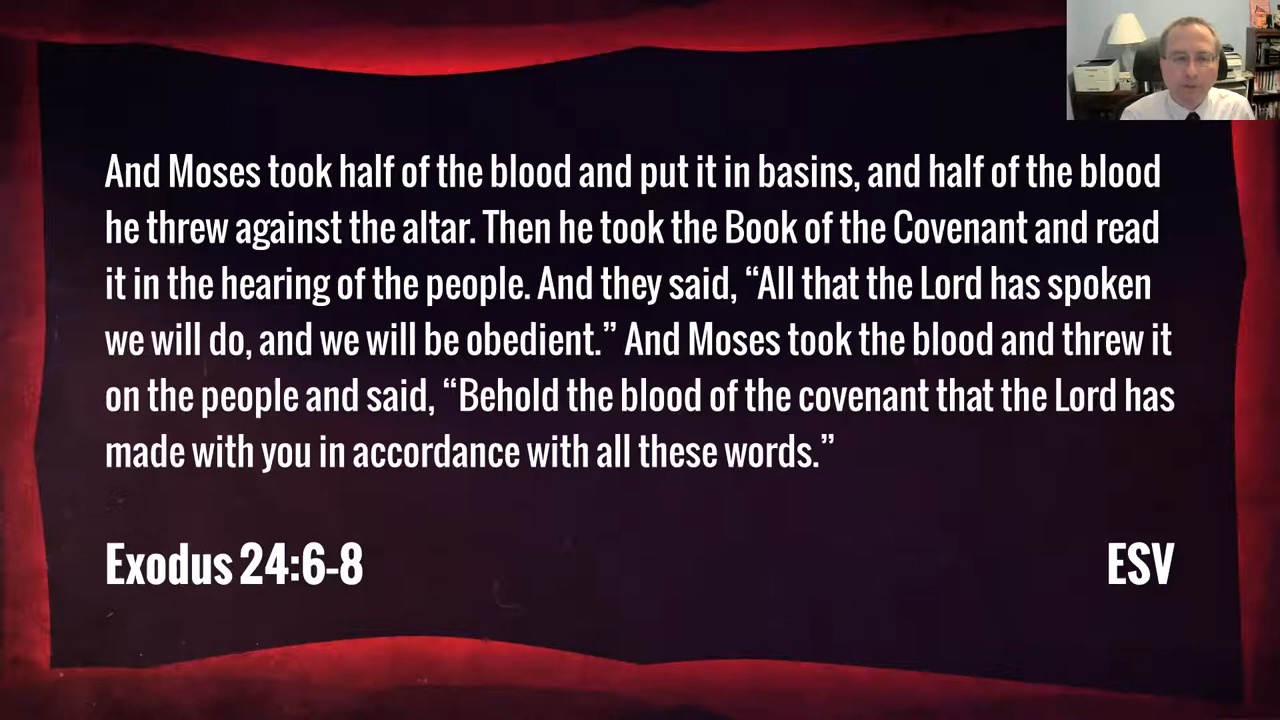 And Moses took half of the blood and put it in basins, and half of the blood
he threw against the altar. Then he took the Book of the Covenant and read
it in the hearing of the people. And they said, “All that the Lord has spoken
we will do, and we will be obedient.” And Moses took the blood and threw it
on the people and said, “Behold the blood of the covenant that the Lord has
made with you in accordance with all these words.”
Exodus 24:6-8
ESV